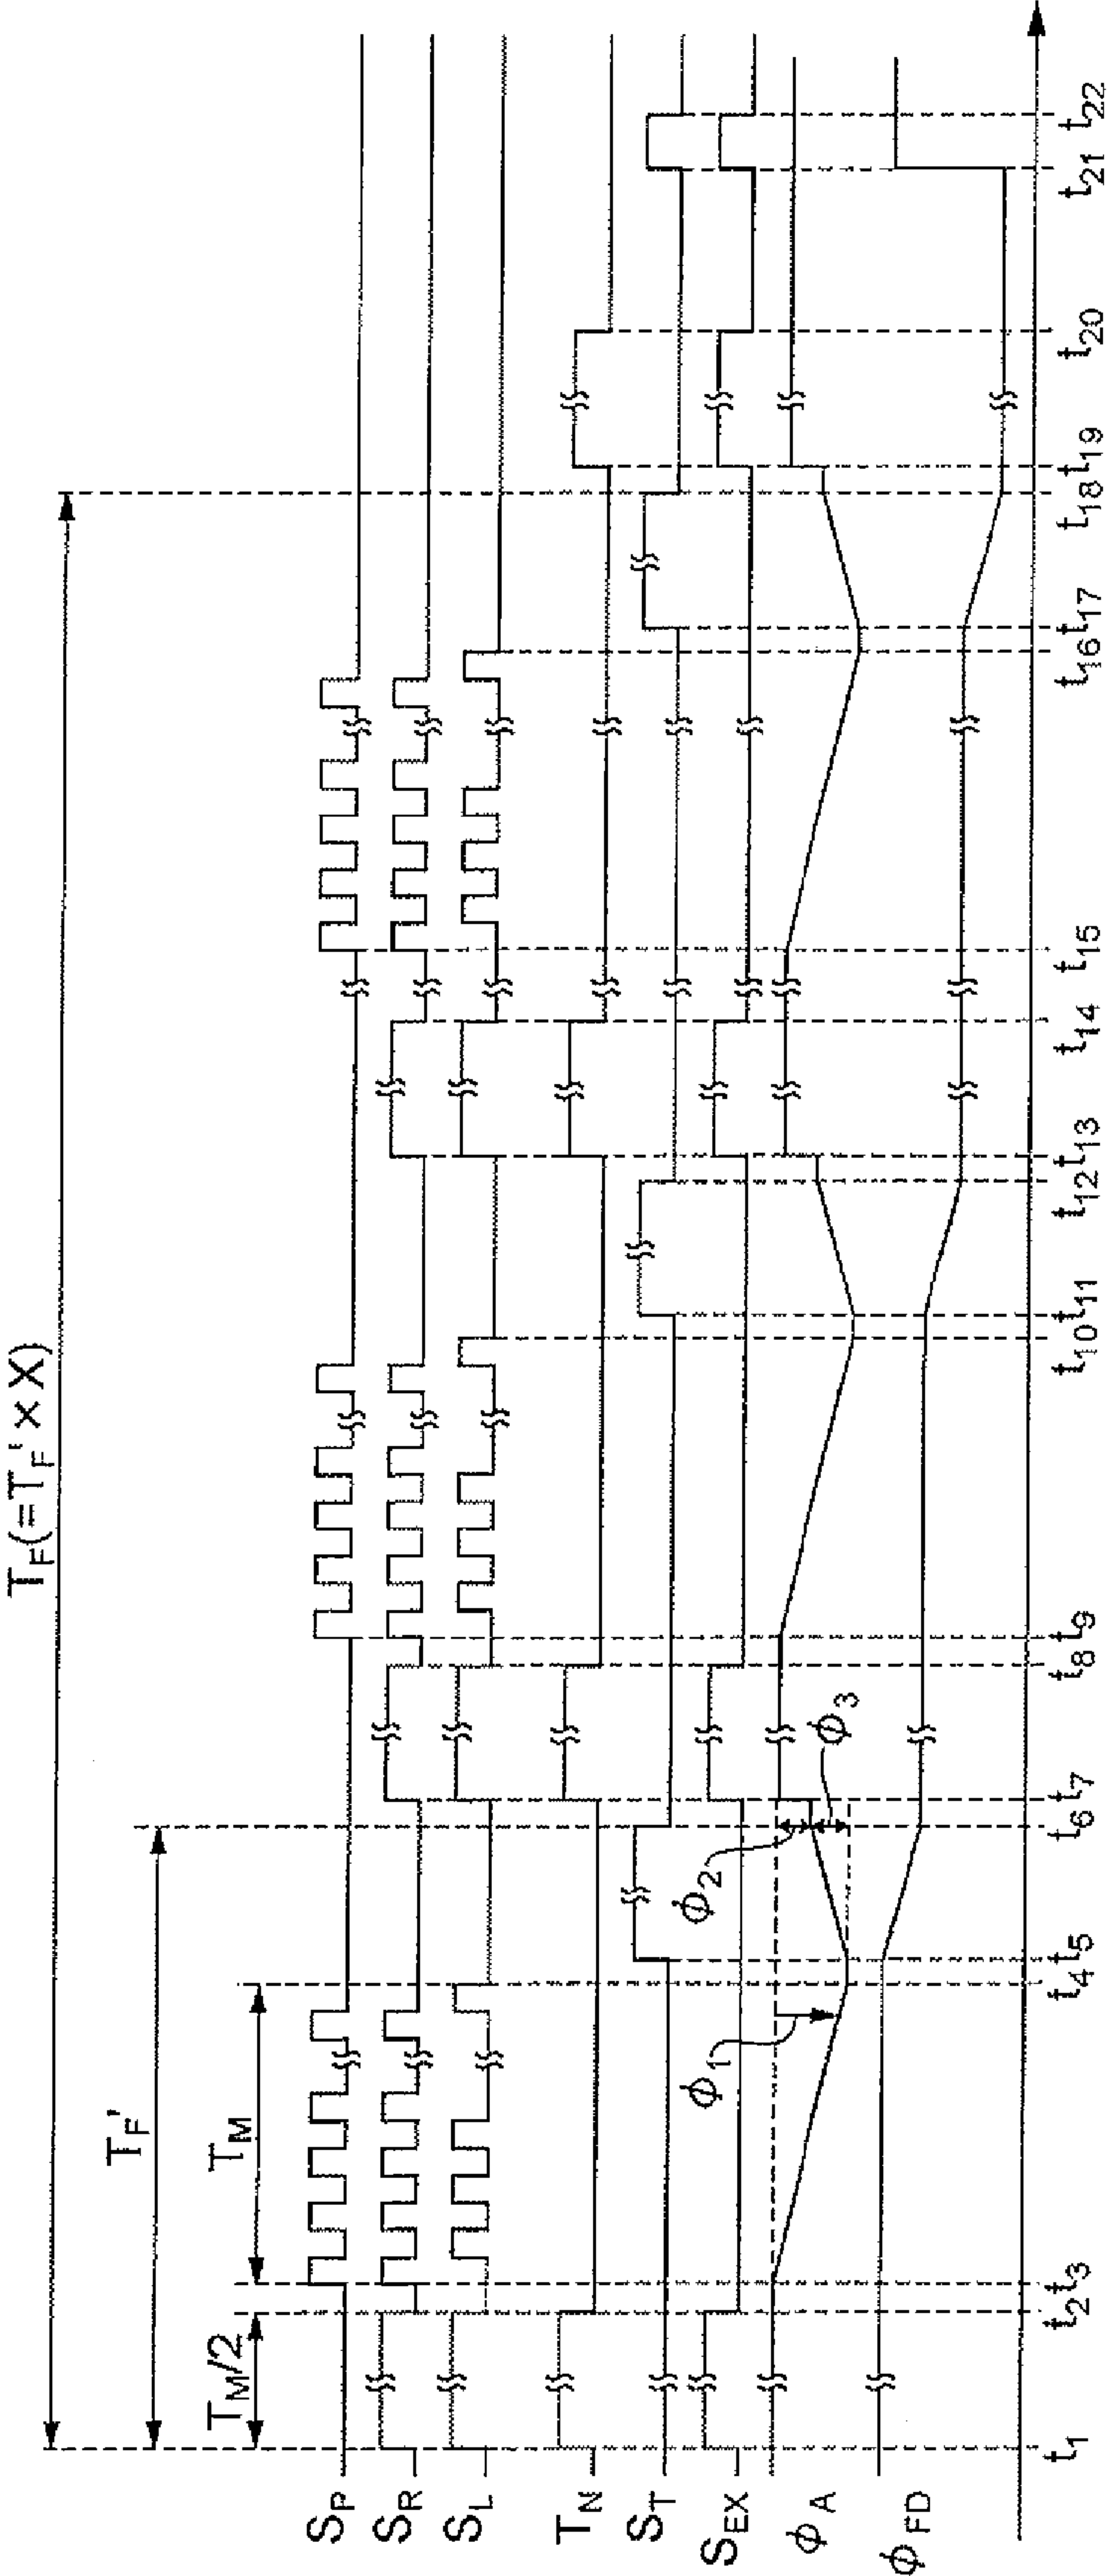 T_F(=T_F'×X)
T_F'
T_M/2
T_M
S_P
S_R
S_L
T_N
S_T
S_EX
ϕ_A
ϕ_FD
ϕ_1
ϕ_2
ϕ_3
t_1 t_2 t_3 t_4 t_5 t_6 t_7 t_8 t_9 t_10 t_11 t_12 t_13 t_14 t_15 t_16 t_17 t_18 t_19 t_20 t_21 t_22